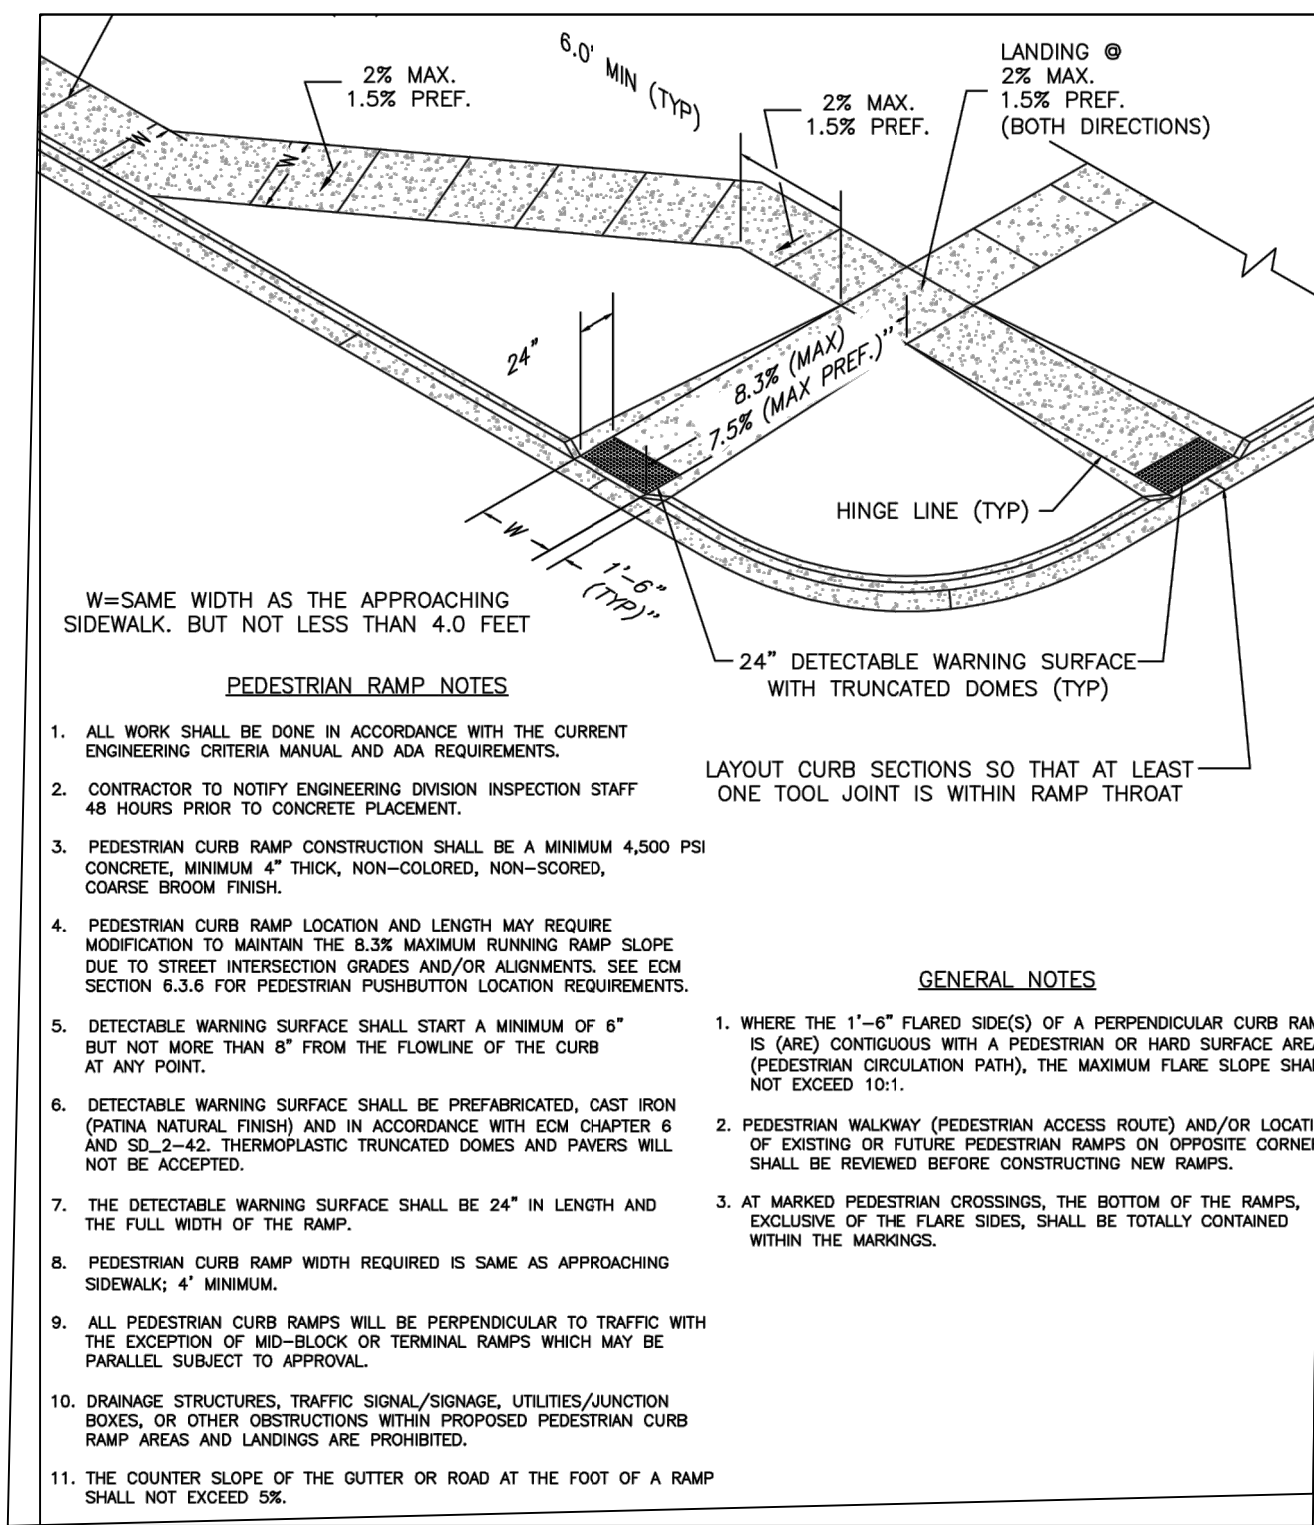 6.0' MIN (TYP)
2% MAX.
1.5% PREF.
2% MAX.
1.5% PREF.
LANDING @
2% MAX.
1.5% PREF.
(BOTH DIRECTIONS)
W
W
24"
8.3% (MAX)
7.5% (MAX PREF.)"
HINGE LINE (TYP)
W
1'-6"
(TYP)"
W=SAME WIDTH AS THE APPROACHING
SIDEWALK. BUT NOT LESS THAN 4.0 FEET
24" DETECTABLE WARNING SURFACE
WITH TRUNCATED DOMES (TYP)
LAYOUT CURB SECTIONS SO THAT AT LEAST
ONE TOOL JOINT IS WITHIN RAMP THROAT
PEDESTRIAN RAMP NOTES
1. ALL WORK SHALL BE DONE IN ACCORDANCE WITH THE CURRENT
ENGINEERING CRITERIA MANUAL AND ADA REQUIREMENTS.
2. CONTRACTOR TO NOTIFY ENGINEERING DIVISION INSPECTION STAFF
48 HOURS PRIOR TO CONCRETE PLACEMENT.
3. PEDESTRIAN CURB RAMP CONSTRUCTION SHALL BE A MINIMUM 4,500 PSI
CONCRETE, MINIMUM 4" THICK, NON-COLORED, NON-SCORED,
COARSE BROOM FINISH.
4. PEDESTRIAN CURB RAMP LOCATION AND LENGTH MAY REQUIRE
MODIFICATION TO MAINTAIN THE 8.3% MAXIMUM RUNNING RAMP SLOPE
DUE TO STREET INTERSECTION GRADES AND/OR ALIGNMENTS. SEE ECM
SECTION 6.3.6 FOR PEDESTRIAN PUSHBUTTON LOCATION REQUIREMENTS.
5. DETECTABLE WARNING SURFACE SHALL START A MINIMUM OF 6"
BUT NOT MORE THAN 8" FROM THE FLOWLINE OF THE CURB
AT ANY POINT.
6. DETECTABLE WARNING SURFACE SHALL BE PREFABRICATED, CAST IRON
(PATINA NATURAL FINISH) AND IN ACCORDANCE WITH ECM CHAPTER 6
AND SD_2-42. THERMOPLASTIC TRUNCATED DOMES AND PAVERS WILL
NOT BE ACCEPTED.
7. THE DETECTABLE WARNING SURFACE SHALL BE 24" IN LENGTH AND
THE FULL WIDTH OF THE RAMP.
8. PEDESTRIAN CURB RAMP WIDTH REQUIRED IS SAME AS APPROACHING
SIDEWALK; 4' MINIMUM.
9. ALL PEDESTRIAN CURB RAMPS WILL BE PERPENDICULAR TO TRAFFIC WITH
THE EXCEPTION OF MID-BLOCK OR TERMINAL RAMPS WHICH MAY BE
PARALLEL SUBJECT TO APPROVAL.
10. DRAINAGE STRUCTURES, TRAFFIC SIGNAL/SIGNAGE, UTILITIES/JUNCTION
BOXES, OR OTHER OBSTRUCTIONS WITHIN PROPOSED PEDESTRIAN CURB
RAMP AREAS AND LANDINGS ARE PROHIBITED.
11. THE COUNTER SLOPE OF THE GUTTER OR ROAD AT THE FOOT OF A RAMP
SHALL NOT EXCEED 5%.
GENERAL NOTES
1. WHERE THE 1'-6" FLARED SIDE(S) OF A PERPENDICULAR CURB
IS (ARE) CONTIGUOUS WITH A PEDESTRIAN OR HARD SURFACE
(PEDESTRIAN CIRCULATION PATH), THE MAXIMUM FLARE SLOPE
NOT EXCEED 10:1.
2. PEDESTRIAN WALKWAY (PEDESTRIAN ACCESS ROUTE) AND/OR
OF EXISTING OR FUTURE PEDESTRIAN RAMPS ON OPPOSITE
SHALL BE REVIEWED BEFORE CONSTRUCTING NEW RAMPS.
3. AT MARKED PEDESTRIAN CROSSINGS, THE BOTTOM OF THE RAMPS,
EXCLUSIVE OF THE FLARE SIDES, SHALL BE TOTALLY CONTAINED
WITHIN THE MARKINGS.